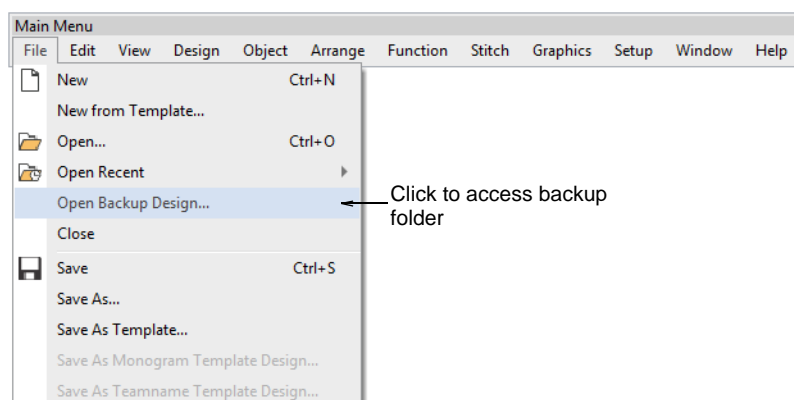 Main Menu
File Edit View Design Object Arrange Function Stitch Graphics Setup Window Help
New Ctrl+N
New from Template...
Open... Ctrl+O
Open Recent
Open Backup Design...
Click to access backup
folder
Close
Save Ctrl+S
Save As...
Save As Template...
Save As Monogram Template Design...
Save As Teamname Template Design...